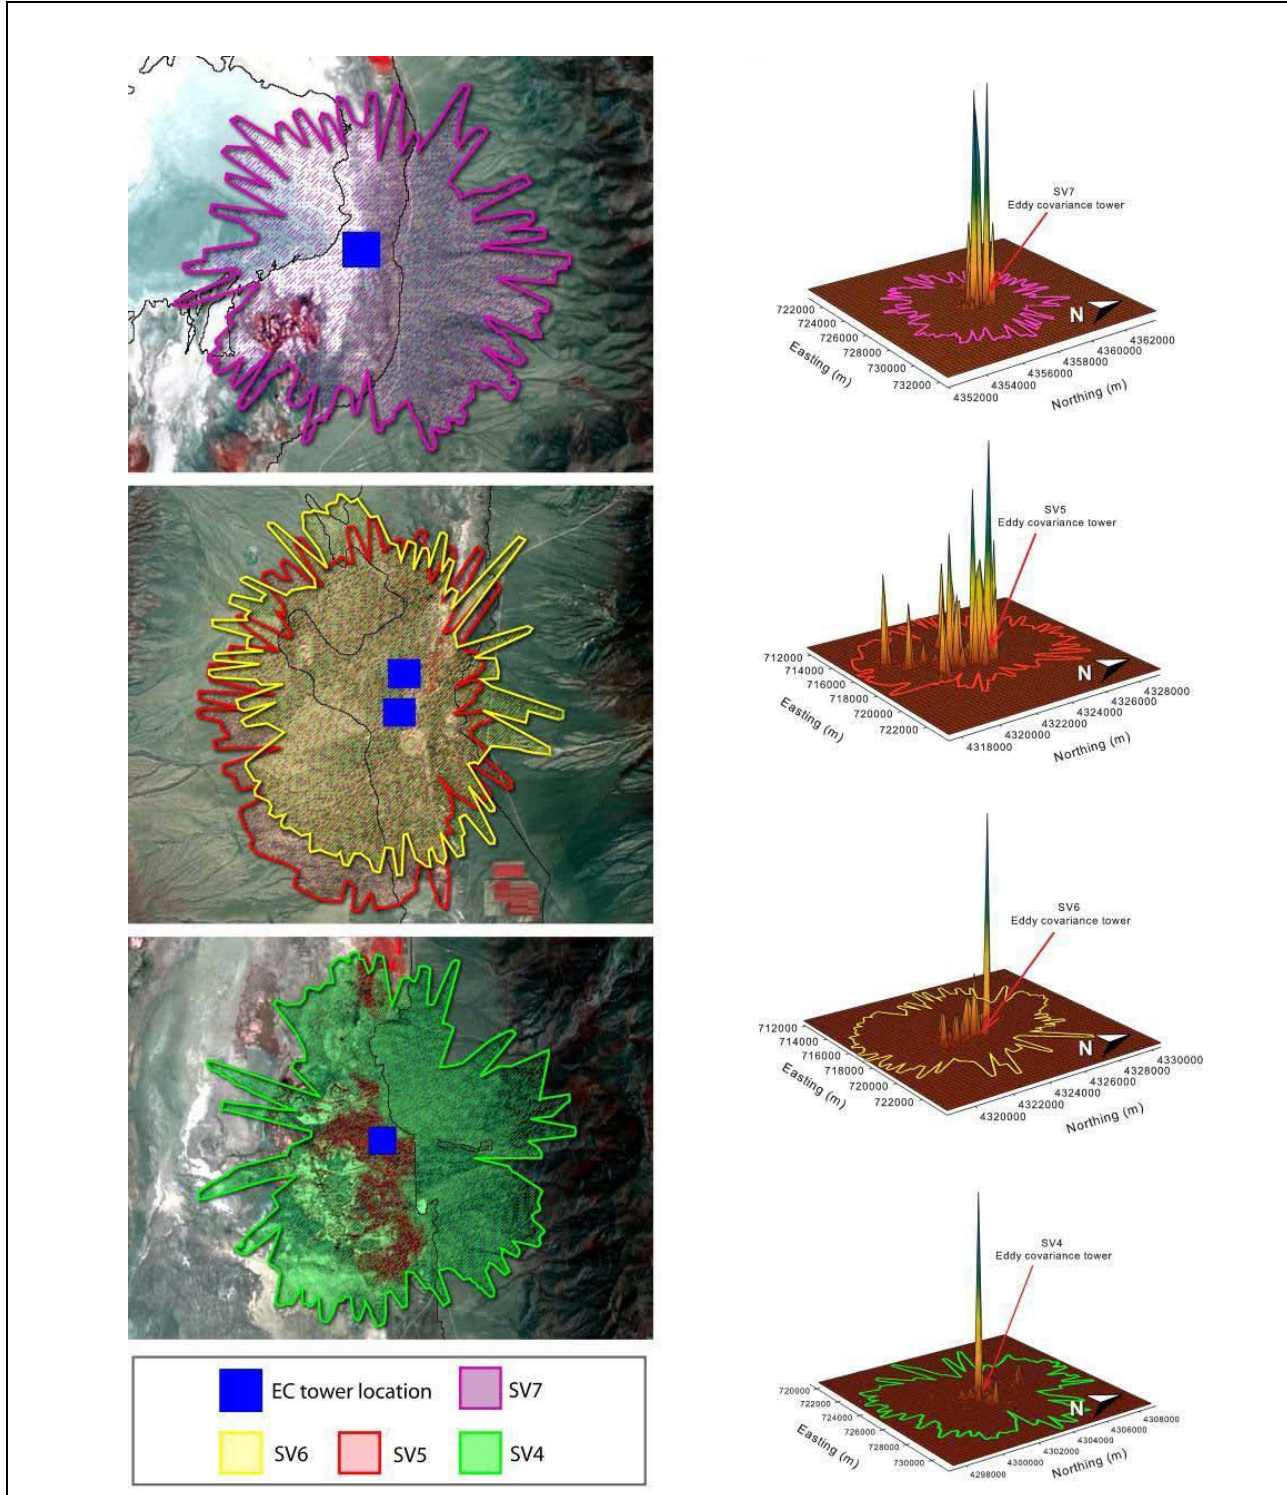 SV7
Eddy covariance tower
722000
724000
726000
728000
730000
732000
Easting (m)
4352000
4354000
4356000
4358000
4360000
4362000
Northing (m)
N
SV5
Eddy covariance tower
712000
714000
716000
718000
720000
722000
Easting (m)
4318000
4320000
4322000
4324000
4326000
4328000
Northing (m)
N
SV6
Eddy covariance tower
712000
714000
716000
718000
720000
722000
Easting (m)
4320000
4322000
4324000
4326000
4328000
4330000
Northing (m)
N
SV4
Eddy covariance tower
720000
722000
724000
726000
728000
730000
Easting (m)
4298000
4300000
4302000
4304000
4306000
4308000
Northing (m)
N
EC tower location
SV7
SV6
SV5
SV4